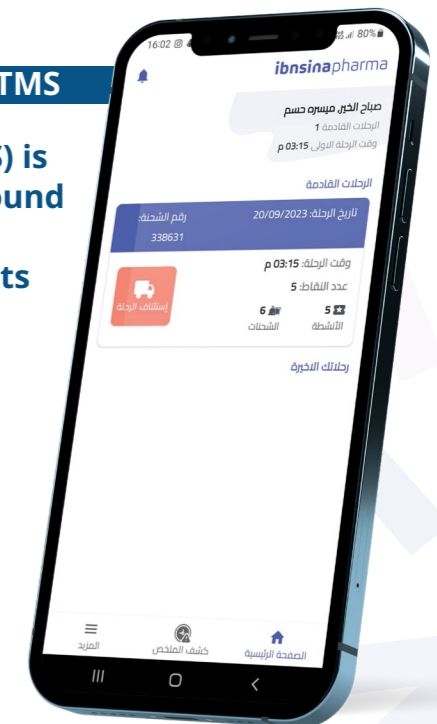 TMS
) is
ound
ts
16:02
80%
ibnsinapharma
صباح الخير, ميسره حسم
الرحلات القادمة 1
وقت الرحلة الاولى 03:15 م
الرحلات القادمة
تاريخ الرحلة: 20/09/2023
رقم الشحنة:
338631
وقت الرحلة: 03:15 م
عدد النقاط: 5
5
6
الأنشطة
الشحنات
إستئناف الرحلة
رحلاتك الاخيرة
الصفحة الرئيسية
كشف الملخص
المزيد